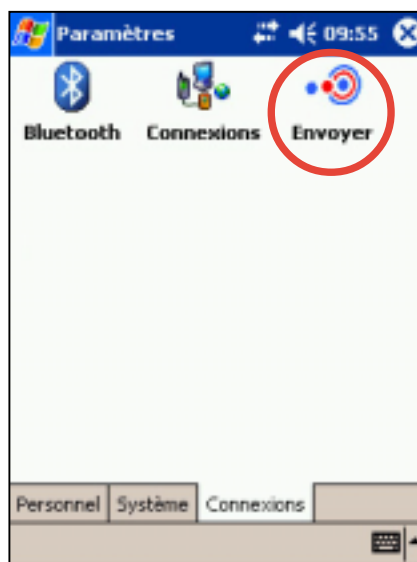 Paramètres 09:55
Bluetooth Connexions Envoyer
Personnel Système Connexions